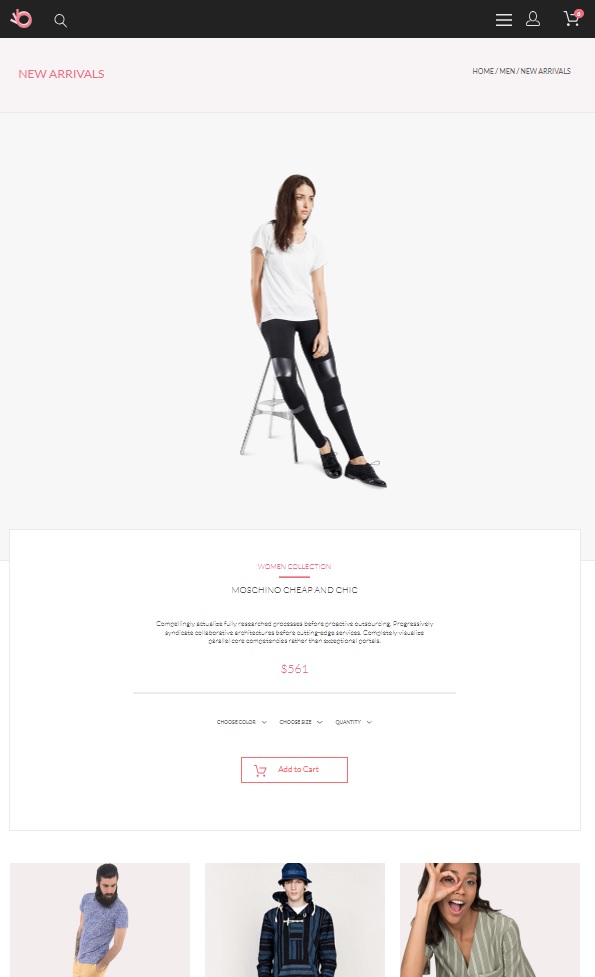 6
NEW ARRIVALS
HOME / MEN / NEW ARRIVALS
WOMEN COLLECTION
MOSCHINO CHEAP AND CHIC
Compellingly actualize fully researched processes before proactive outsourcing. Progressively
syndicate collaborative architectures before cutting-edge services. Completely visualize
parallel core competencies rather than exceptional portals.
$561
CHOOSE COLOR
CHOOSE SIZE
QUANTITY
Add to Cart